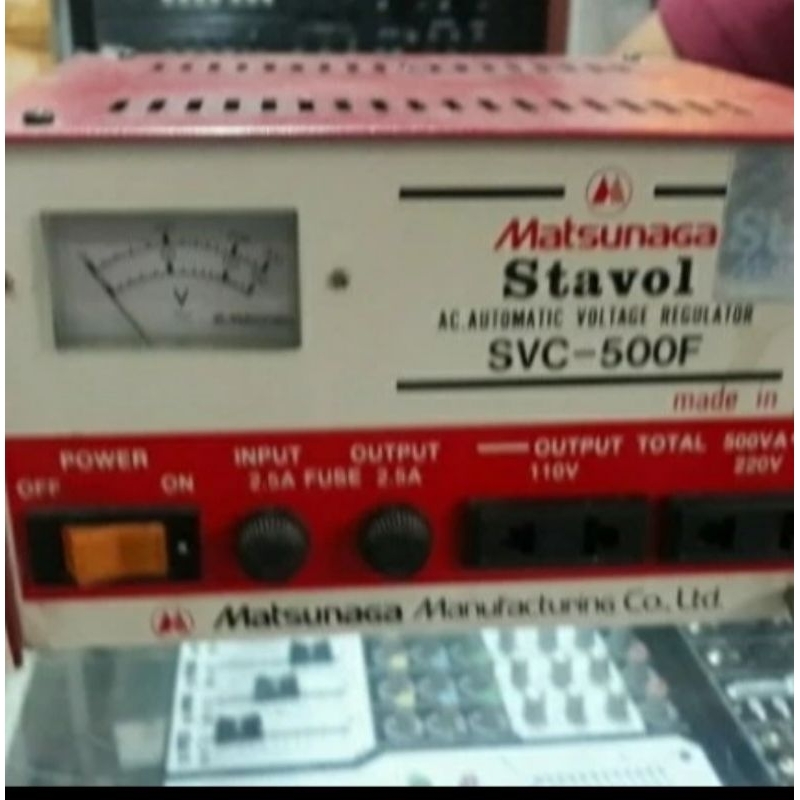 Matsunaga
Stavol
AC.AUTOMATIC VOLTAGE REGULATOR
SVC-500F
made in
V
POWER
OFF ON
INPUT OUTPUT
2.5A FUSE 2.5A
OUTPUT TOTAL 500VA
110V 220V
Matsunaga Manufacturing Co., Ltd.